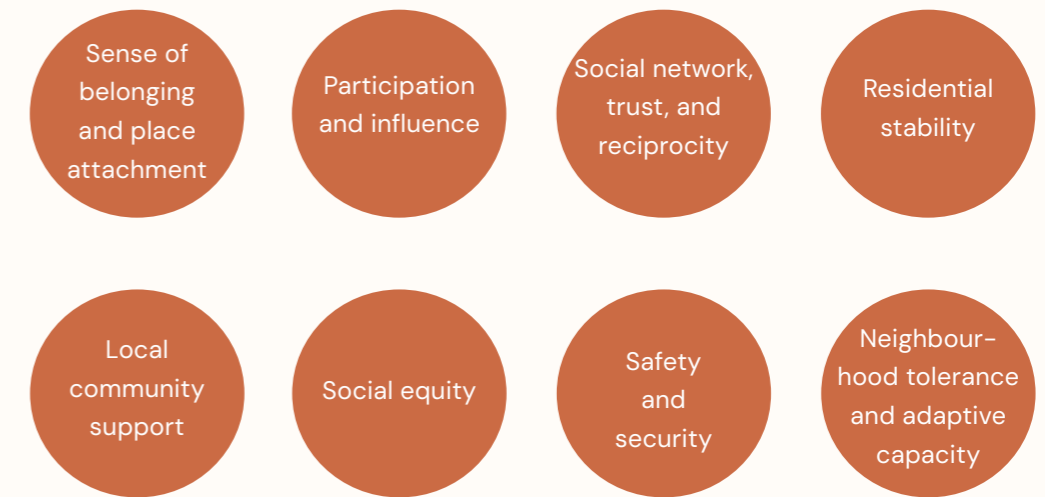 Sense of
belonging
and place
attachment
Participation
and influence
Social network,
trust, and
reciprocity
Residential
stability
Local
community
support
Social equity
Safety
and
security
Neighbour-
hood tolerance
and adaptive
capacity